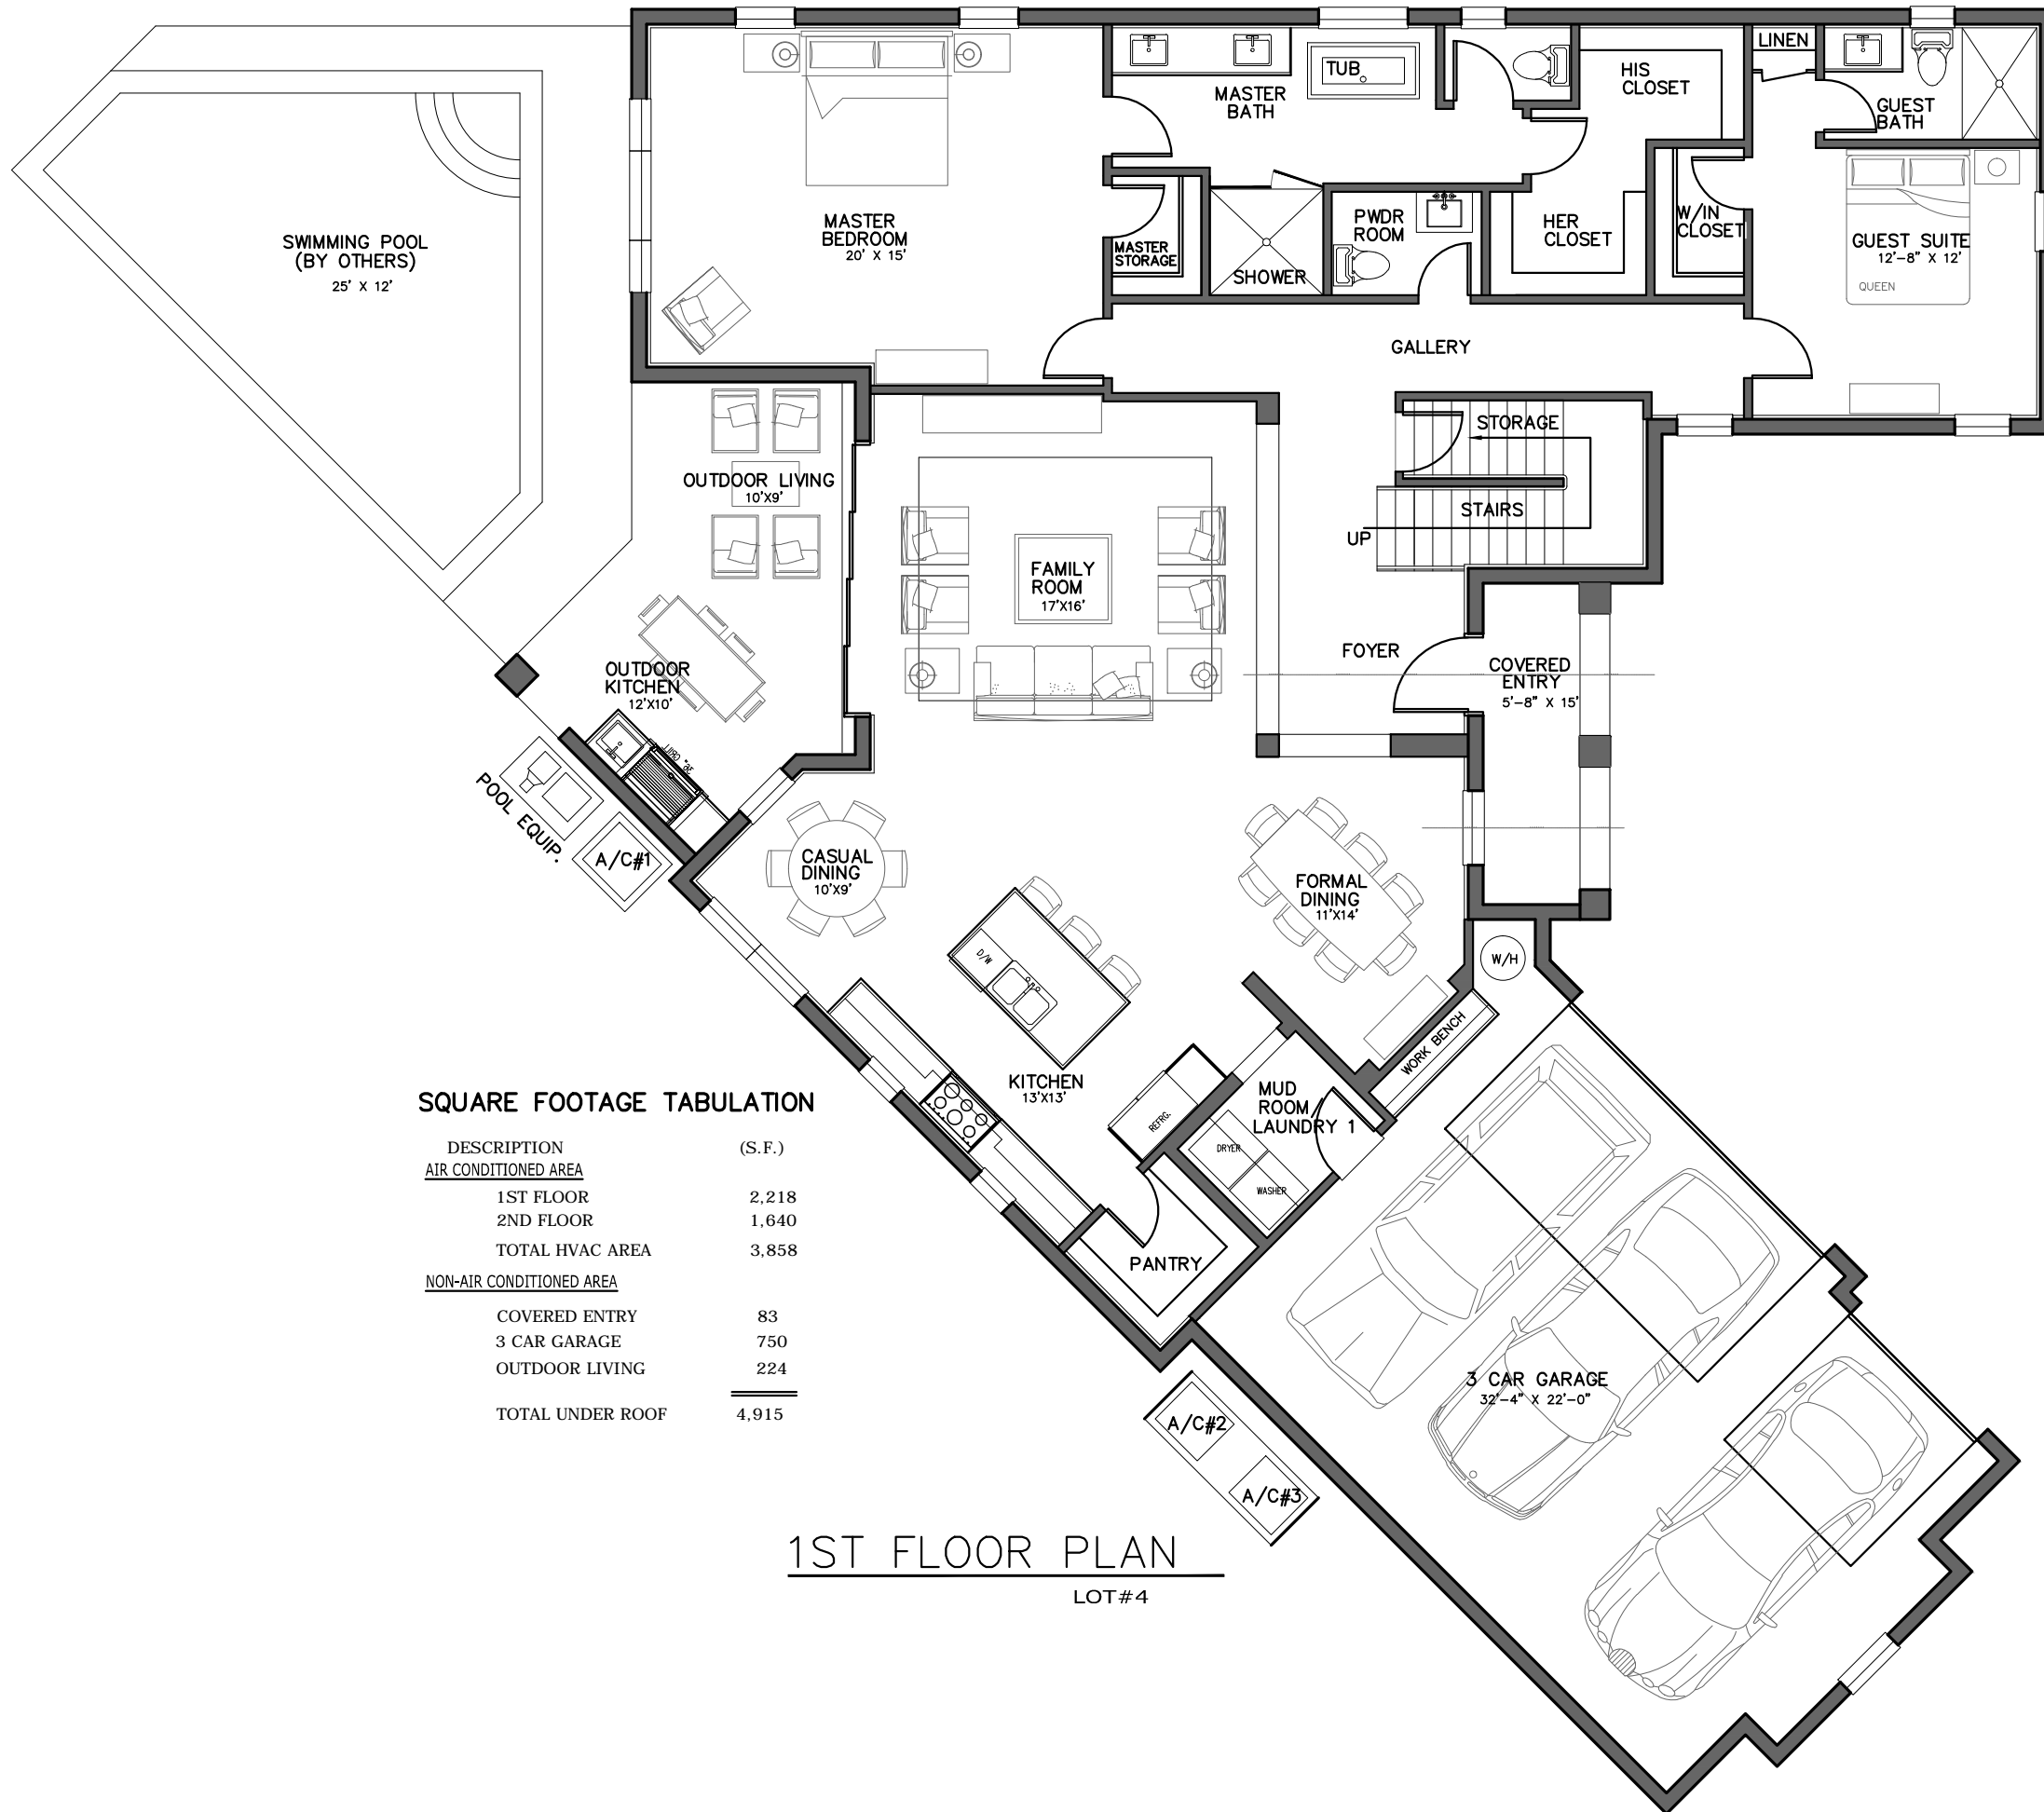 LINEN
TUB
HIS
CLOSET
MASTER
BATH
GUEST
BATH
SWIMMING POOL
(BY OTHERS)
25' X 12'
MASTER
BEDROOM
20' X 15'
MASTER
STORAGE
SHOWER
PWDR
ROOM
HER
CLOSET
W/IN
CLOSET
GUEST SUITE
12'-8" X 12'
QUEEN
GALLERY
STORAGE
STAIRS
UP
OUTDOOR LIVING
10'X9'
FAMILY
ROOM
17'X16'
FOYER
COVERED
ENTRY
5'-8" X 15'
OUTDOOR
KITCHEN
12'X10'
36" GRILL
POOL EQUIP.
A/C#1
CASUAL
DINING
10'X9'
FORMAL
DINING
11'X14'
D/W
W/H
WORK BENCH
KITCHEN
13'X13'
REFRG.
MUD
ROOM/
LAUNDRY 1
DRYER
WASHER
PANTRY
3 CAR GARAGE
32'-4" X 22'-0"
A/C#2
A/C#3
SQUARE FOOTAGE TABULATION
DESCRIPTION (S.F.)
AIR CONDITIONED AREA
1ST FLOOR 2,218
2ND FLOOR 1,640
TOTAL HVAC AREA 3,858
NON-AIR CONDITIONED AREA
COVERED ENTRY 83
3 CAR GARAGE 750
OUTDOOR LIVING 224
TOTAL UNDER ROOF 4,915
1ST FLOOR PLAN
LOT#4